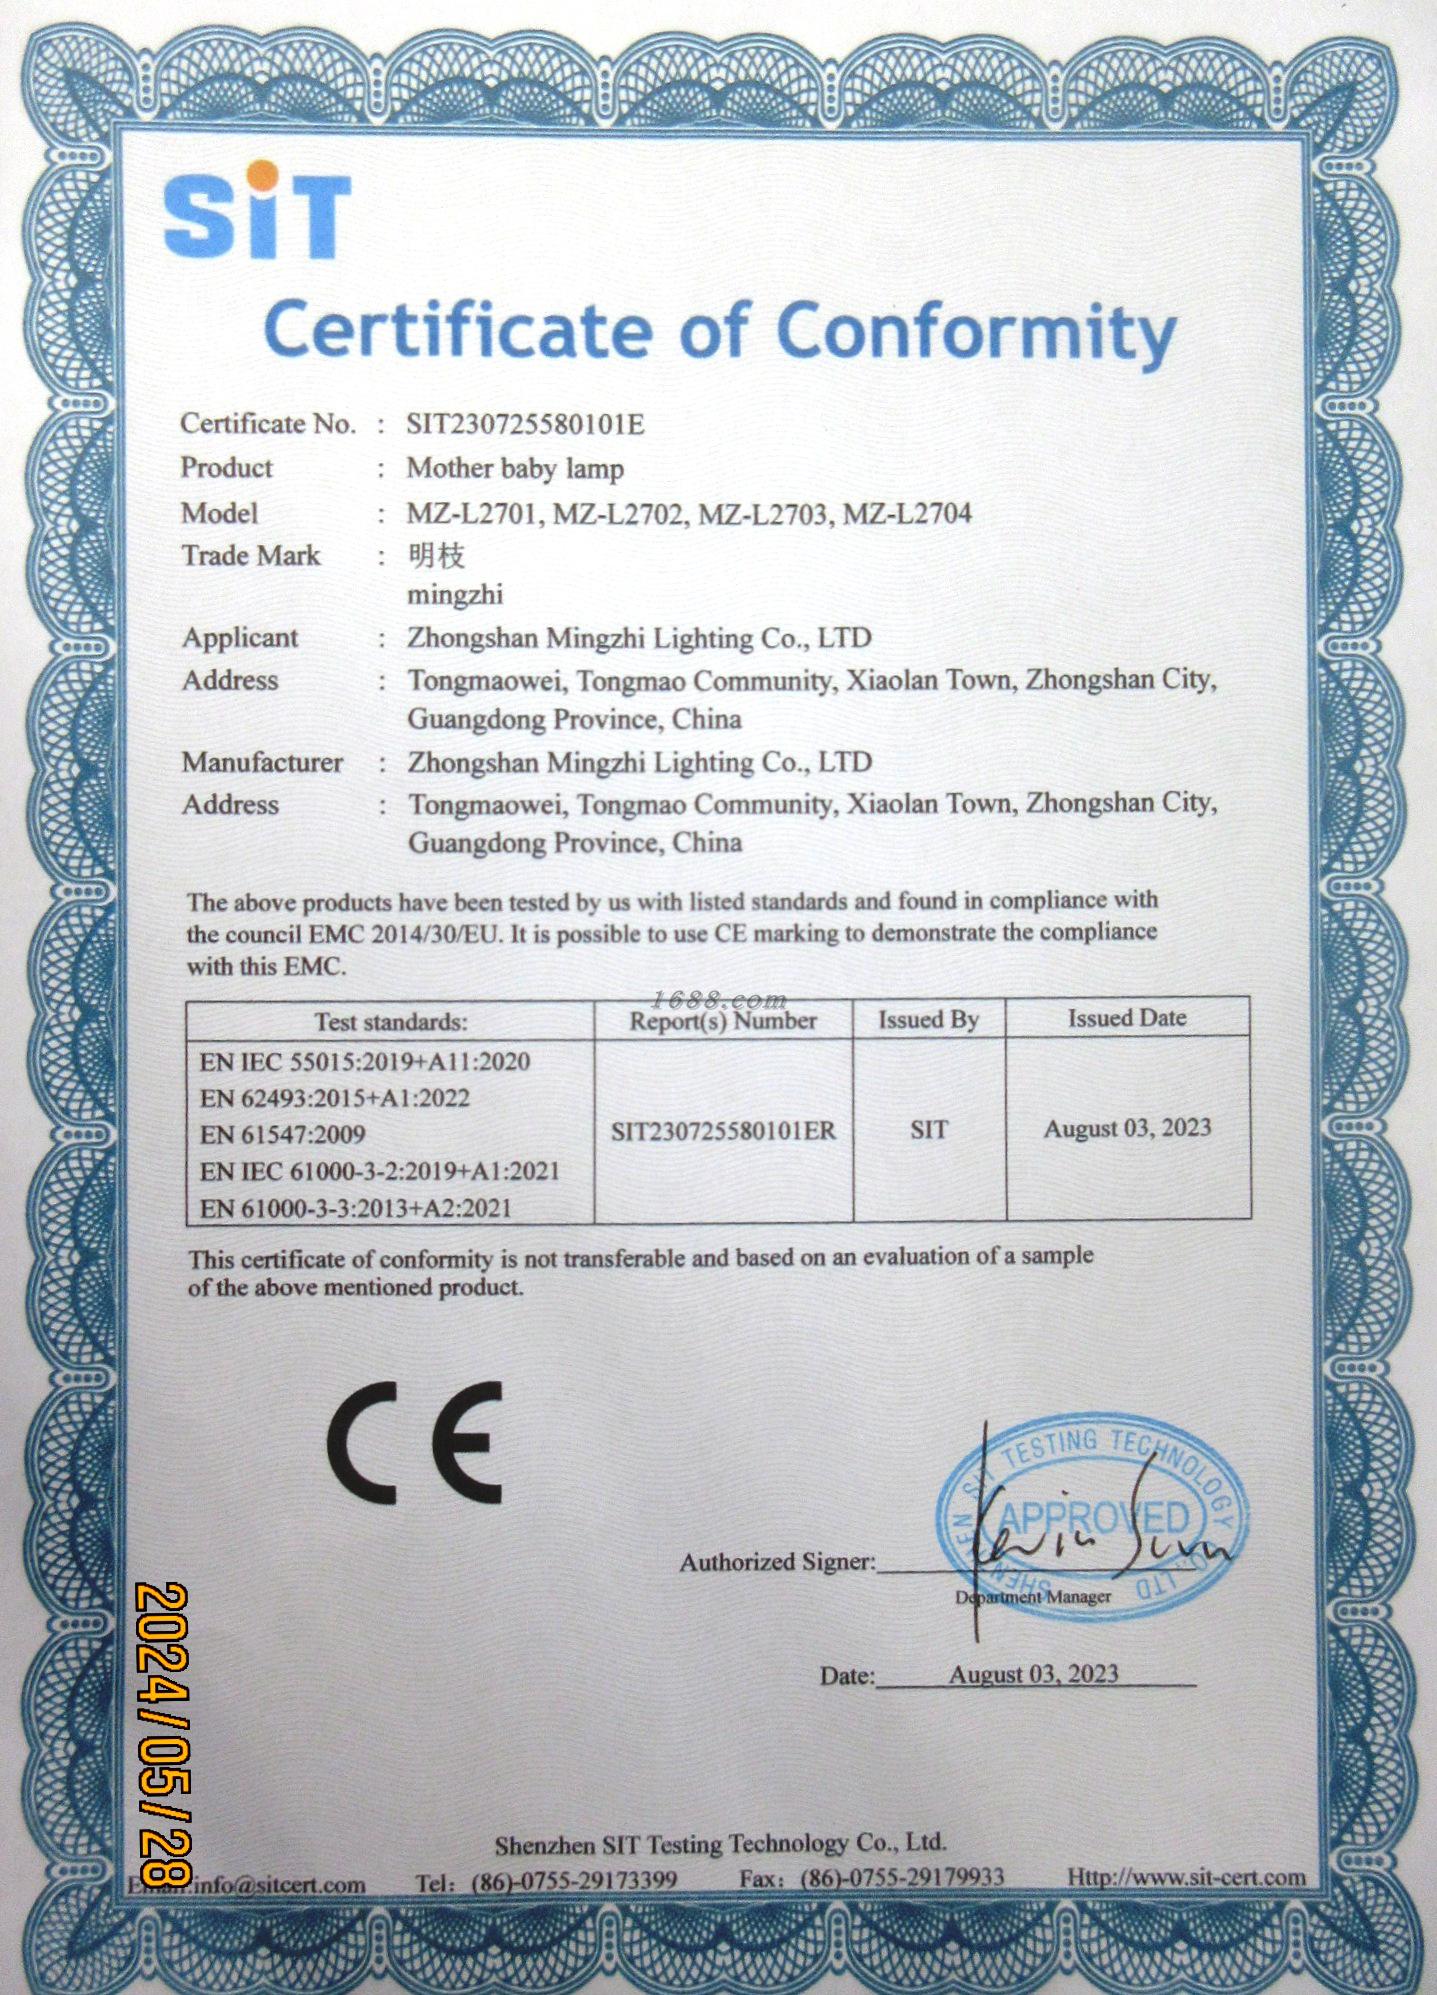 SiT
Certificate of Conformity
Certificate No. : SIT230725580101E
Product : Mother baby lamp
Model : MZ-L2701, MZ-L2702, MZ-L2703, MZ-L2704
Trade Mark : 明枝
mingzhi
Applicant : Zhongshan Mingzhi Lighting Co., LTD
Address : Tongmaowei, Tongmao Community, Xiaolan Town, Zhongshan City,
Guangdong Province, China
Manufacturer : Zhongshan Mingzhi Lighting Co., LTD
Address : Tongmaowei, Tongmao Community, Xiaolan Town, Zhongshan City,
Guangdong Province, China
The above products have been tested by us with listed standards and found in compliance with
the council EMC 2014/30/EU. It is possible to use CE marking to demonstrate the compliance
with this EMC.
1688.com
Test standards: Report(s) Number Issued By Issued Date
EN IEC 55015:2019+A11:2020
EN 62493:2015+A1:2022
EN 61547:2009 SIT230725580101ER SIT August 03, 2023
EN IEC 61000-3-2:2019+A1:2021
EN 61000-3-3:2013+A2:2021
This certificate of conformity is not transferable and based on an evaluation of a sample
of the above mentioned product.
CE
SIT TESTING TECHNOLOGY CO., LTD
APPROVED
Kevin Sun
Authorized Signer:
Department Manager
Date: August 03, 2023
2024/05/28
Shenzhen SIT Testing Technology Co., Ltd.
info@sitcert.com Tel: (86)-0755-29173399 Fax: (86)-0755-29179933 Http://www.sit-cert.com